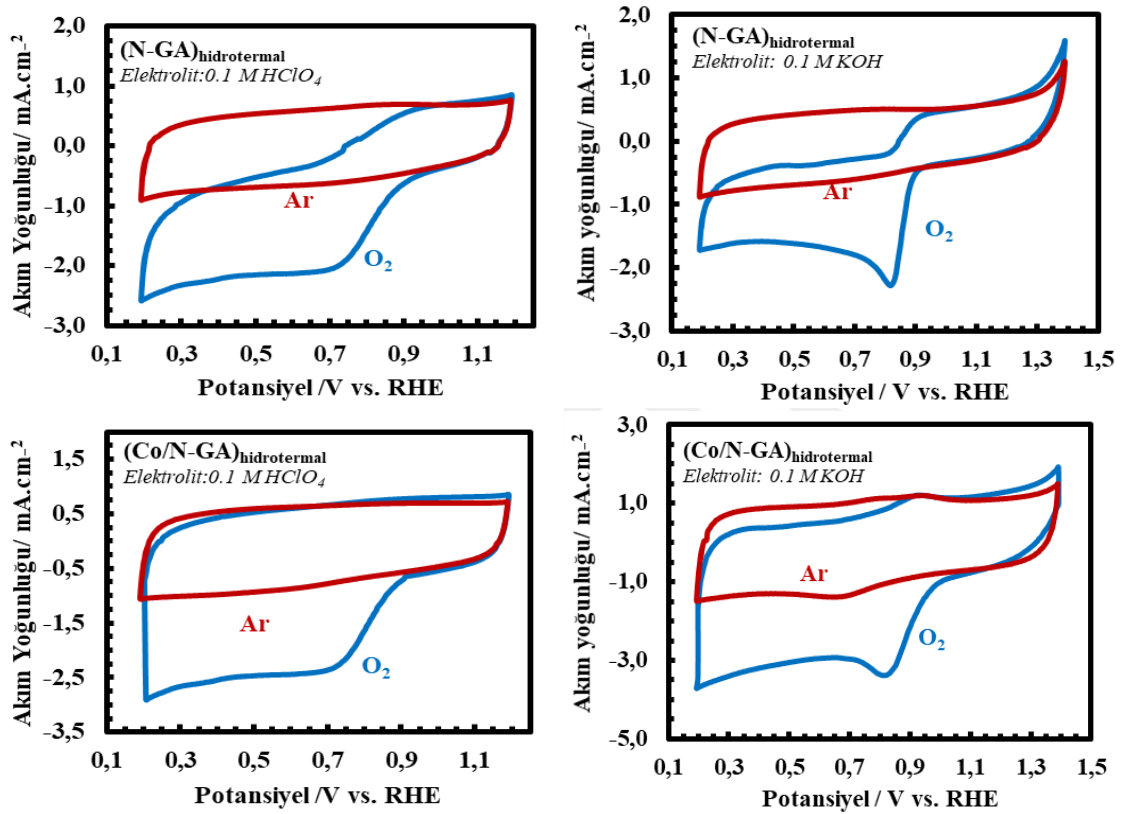 (N-GA)hidrotermal
Elektrolit:0.1 M HClO4
Akım Yoğunluğu/ mA.cm-2
2,0
1,0
0,0
-1,0
-2,0
-3,0
Ar
O2
0,1 0,3 0,5 0,7 0,9 1,1
Potansiyel /V vs. RHE
(N-GA)hidrotermal
Elektrolit: 0.1 M KOH
Akım yoğunluğu/ mA.cm-2
2,0
1,0
0,0
-1,0
-2,0
-3,0
Ar
O2
0,1 0,3 0,5 0,7 0,9 1,1 1,3 1,5
Potansiyel / V vs. RHE
(Co/N-GA)hidrotermal
Elektrolit:0.1 M HClO4
Akım Yoğunluğu/ mA.cm-2
1,5
0,5
-0,5
-1,5
-2,5
-3,5
Ar
O2
0,1 0,3 0,5 0,7 0,9 1,1
Potansiyel /V vs. RHE
(Co/N-GA)hidrotermal
Elektrolit: 0.1 M KOH
Akım yoğunluğu/ mA.cm-2
3,0
1,0
-1,0
-3,0
-5,0
Ar
O2
0,1 0,3 0,5 0,7 0,9 1,1 1,3 1,5
Potansiyel / V vs. RHE